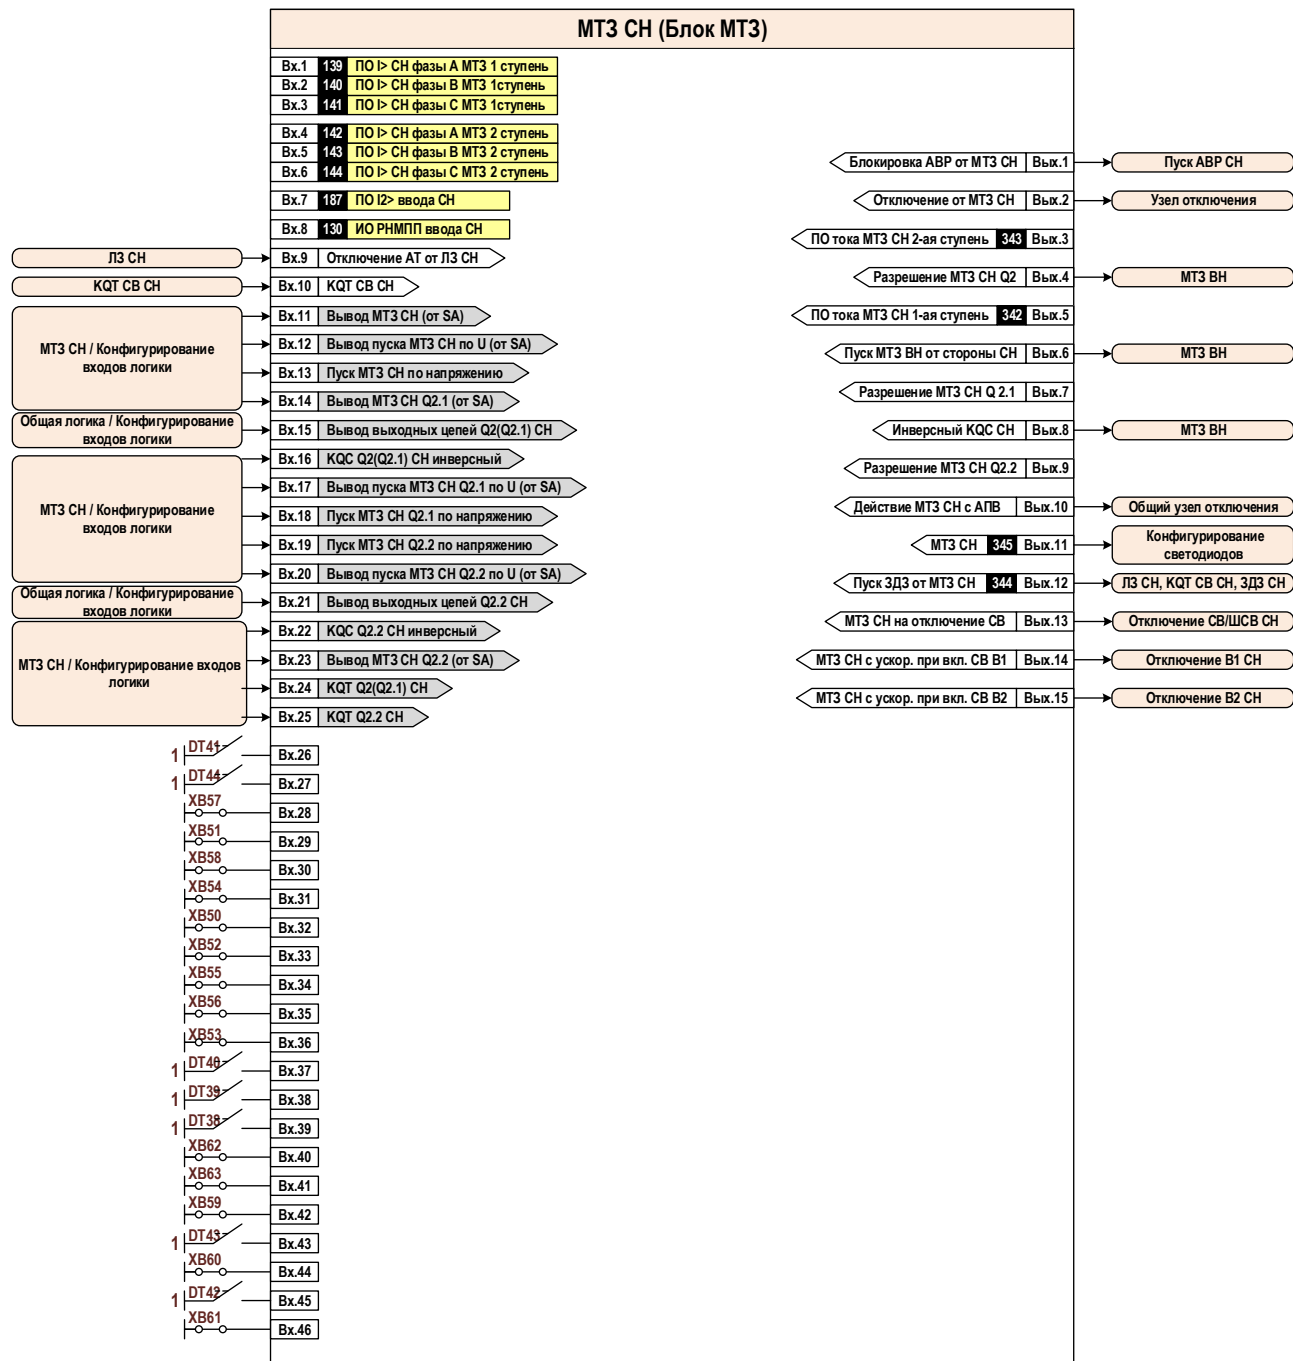 МТЗ СН (Блок МТЗ)
Вх.1 139 ПО I> СН фазы А МТЗ 1 ступень
Вх.2 140 ПО I> СН фазы В МТЗ 1ступень
Вх.3 141 ПО I> СН фазы С МТЗ 1ступень
Вх.4 142 ПО I> СН фазы А МТЗ 2 ступень
Вх.5 143 ПО I> СН фазы В МТЗ 2 ступень
Вх.6 144 ПО I> СН фазы С МТЗ 2 ступень
Вх.7 187 ПО I2> ввода СН
Вх.8 130 ИО РНМПП ввода СН
ЛЗ СН
Вх.9 Отключение АТ от ЛЗ СН
KQT СВ СН
Вх.10 KQT СВ СН
МТЗ СН / Конфигурирование
входов логики
Вх.11 Вывод МТЗ СН (от SA)
Вх.12 Вывод пуска МТЗ СН по U (от SA)
Вх.13 Пуск МТЗ СН по напряжению
Вх.14 Вывод МТЗ СН Q2.1 (от SA)
Общая логика / Конфигурирование
входов логики
Вх.15 Вывод выходных цепей Q2(Q2.1) СН
МТЗ СН / Конфигурирование
входов логики
Вх.16 KQC Q2(Q2.1) СН инверсный
Вх.17 Вывод пуска МТЗ СН Q2.1 по U (от SA)
Вх.18 Пуск МТЗ СН Q2.1 по напряжению
Вх.19 Пуск МТЗ СН Q2.2 по напряжению
Вх.20 Вывод пуска МТЗ СН Q2.2 по U (от SA)
Общая логика / Конфигурирование
входов логики
Вх.21 Вывод выходных цепей Q2.2 СН
МТЗ СН / Конфигурирование входов
логики
Вх.22 KQC Q2.2 СН инверсный
Вх.23 Вывод МТЗ СН Q2.2 (от SA)
Вх.24 KQT Q2(Q2.1) СН
Вх.25 KQT Q2.2 СН
1 DT41 Вх.26
1 DT44 Вх.27
XB57 Вх.28
XB51 Вх.29
XB58 Вх.30
XB54 Вх.31
XB50 Вх.32
XB52 Вх.33
XB55 Вх.34
XB56 Вх.35
XB53 Вх.36
1 DT40 Вх.37
1 DT39 Вх.38
1 DT38 Вх.39
XB62 Вх.40
XB63 Вх.41
XB59 Вх.42
1 DT43 Вх.43
XB60 Вх.44
1 DT42 Вх.45
XB61 Вх.46
Блокировка АВР от МТЗ СН Вых.1 Пуск АВР СН
Отключение от МТЗ СН Вых.2 Узел отключения
ПО тока МТЗ СН 2-ая ступень 343 Вых.3
Разрешение МТЗ СН Q2 Вых.4 МТЗ ВН
ПО тока МТЗ СН 1-ая ступень 342 Вых.5
Пуск МТЗ ВН от стороны СН Вых.6 МТЗ ВН
Разрешение МТЗ СН Q 2.1 Вых.7
Инверсный KQC СН Вых.8 МТЗ ВН
Разрешение МТЗ СН Q2.2 Вых.9
Действие МТЗ СН с АПВ Вых.10 Общий узел отключения
МТЗ СН 345 Вых.11 Конфигурирование
светодиодов
Пуск ЗДЗ от МТЗ СН 344 Вых.12 ЛЗ СН, KQT СВ СН, ЗДЗ СН
МТЗ СН на отключение СВ Вых.13 Отключение СВ/ШСВ СН
МТЗ СН с ускор. при вкл. СВ В1 Вых.14 Отключение В1 СН
МТЗ СН с ускор. при вкл. СВ В2 Вых.15 Отключение В2 СН